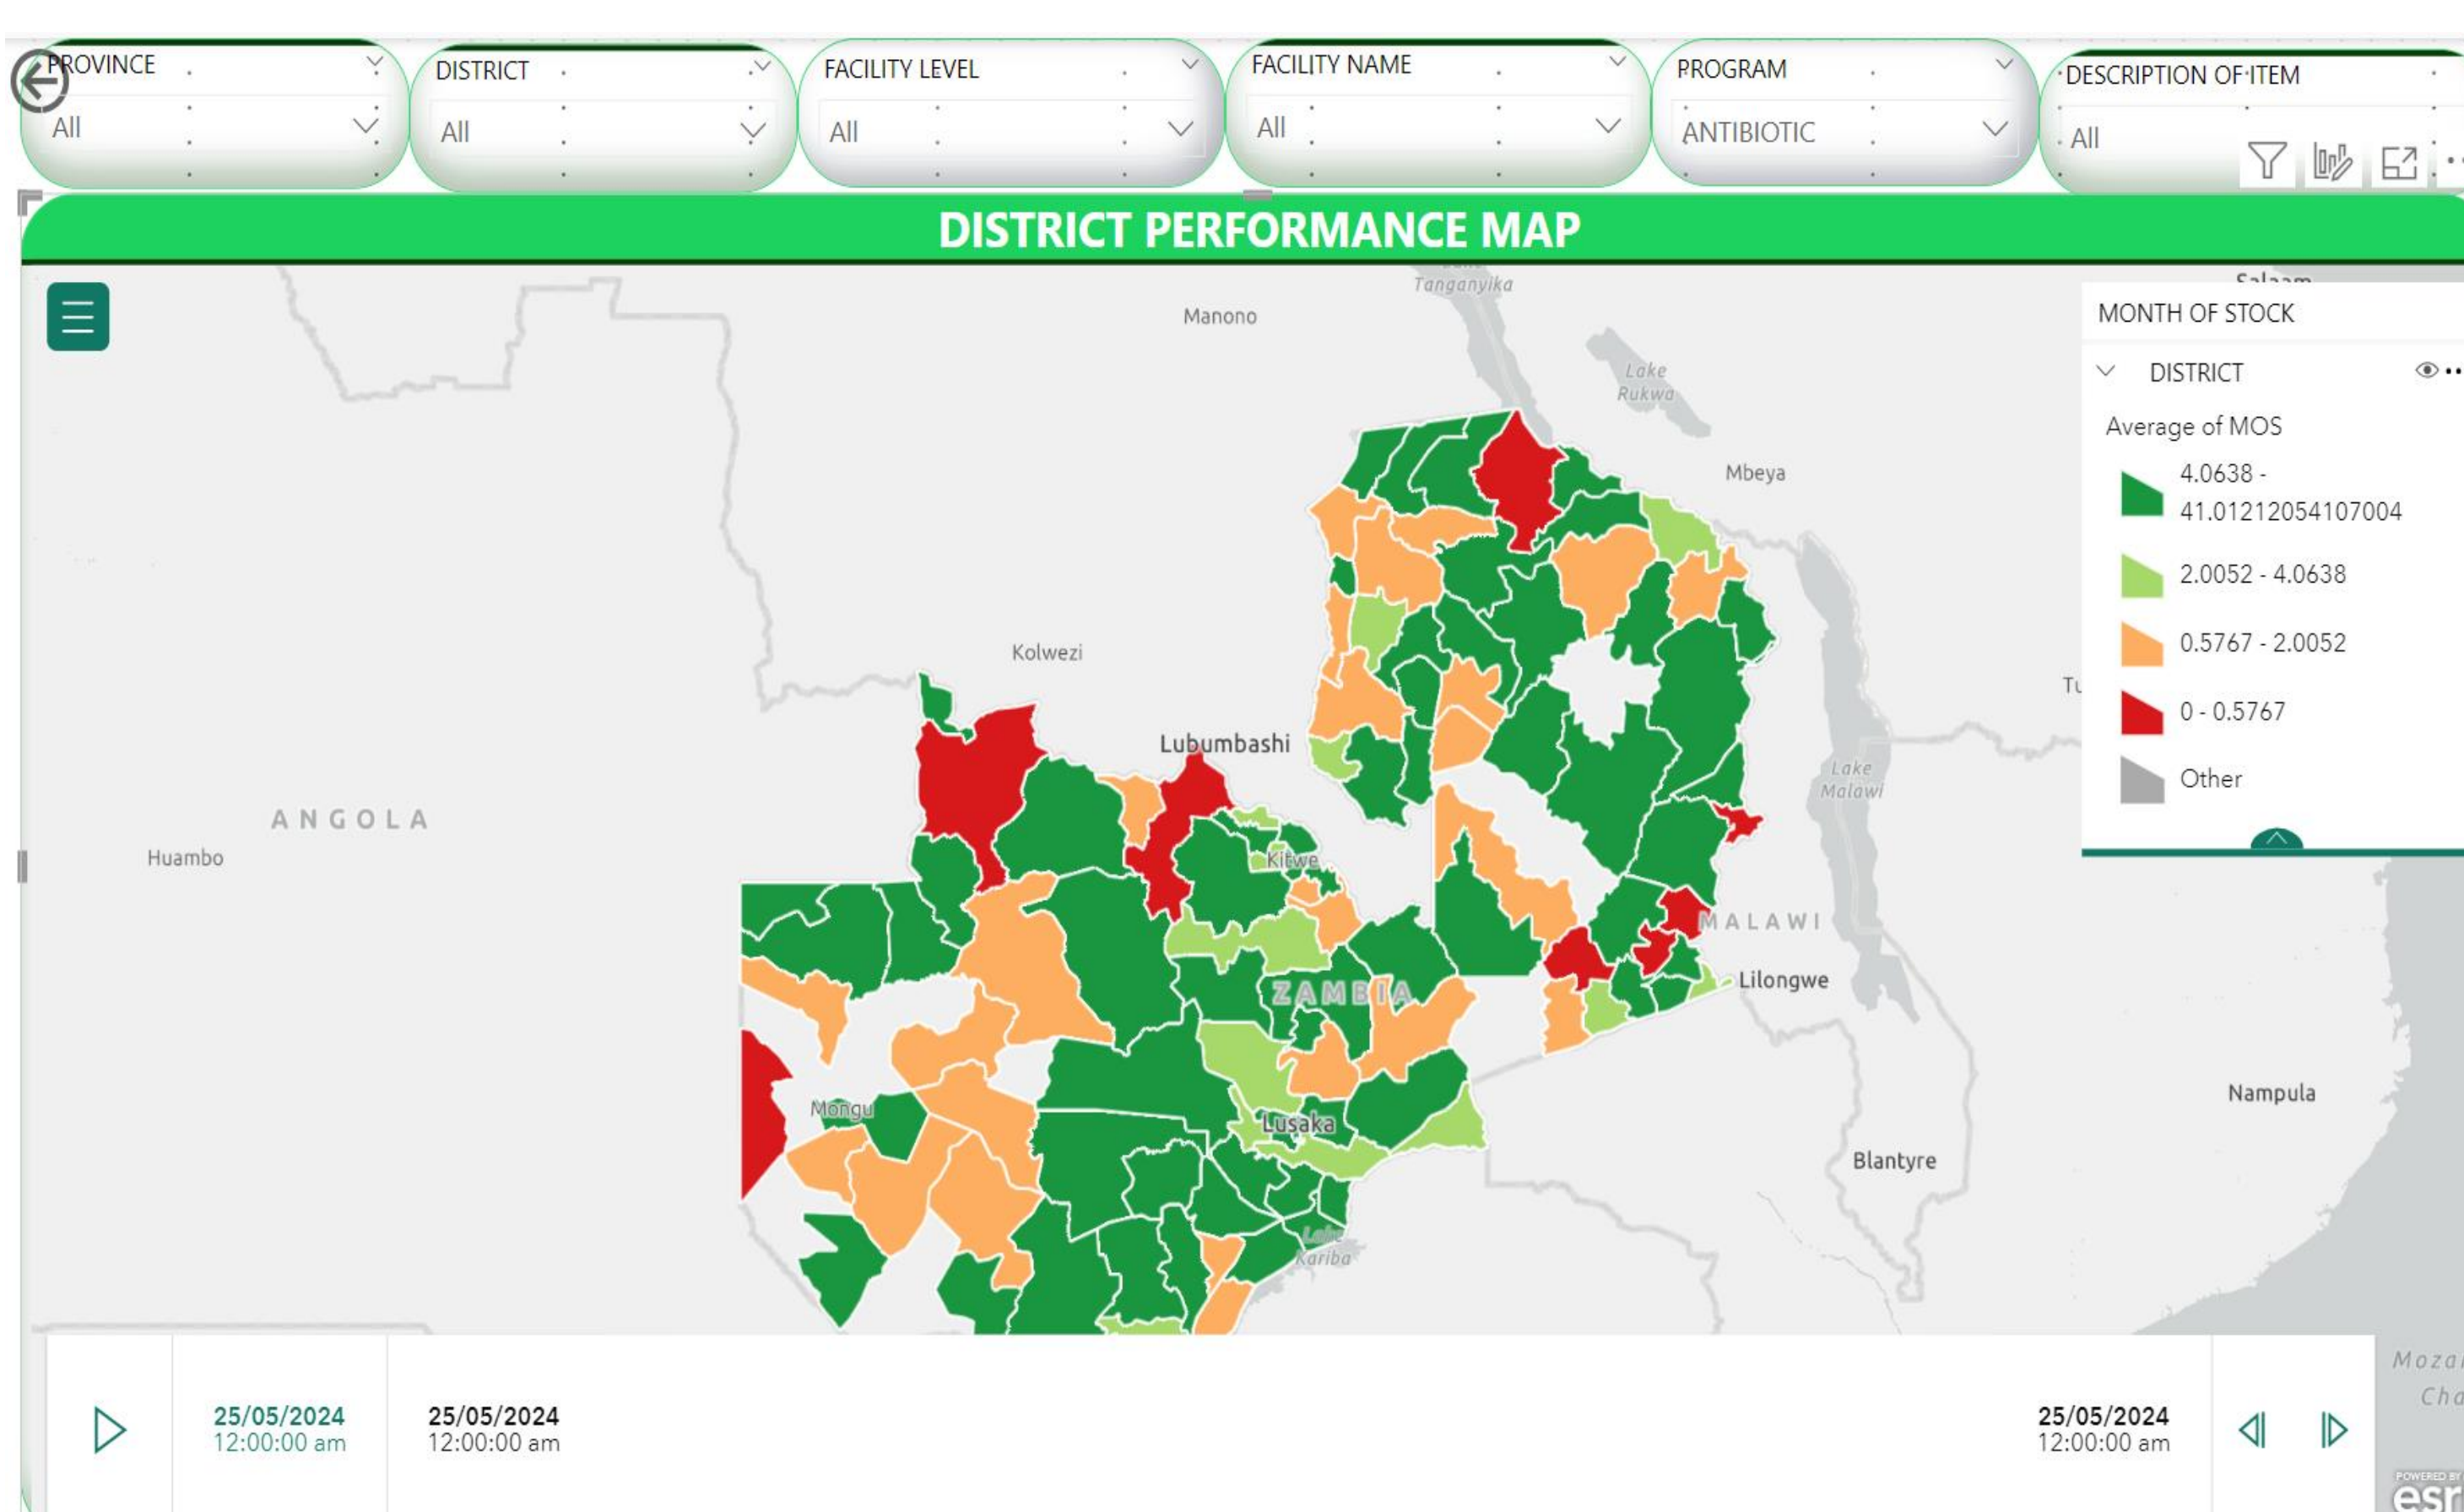 PROVINCE
All
DISTRICT
All
FACILITY LEVEL
All
FACILITY NAME
All
PROGRAM
ANTIBIOTIC
DESCRIPTION OF ITEM
All
DISTRICT PERFORMANCE MAP
Tanganyika
Manono
Lake
Rukwa
Mbeya
Kolwezi
Lubumbashi
Lake
Malawi
ANGOLA
Huambo
Kitwe
MALAWI
Lilongwe
ZAMBIA
Mongu
Lusaka
Nampula
Blantyre
Lake
Kariba
MONTH OF STOCK
DISTRICT
Average of MOS
4.0638 -
41.01212054107004
2.0052 - 4.0638
0.5767 - 2.0052
0 - 0.5767
Other
25/05/2024
12:00:00 am
25/05/2024
12:00:00 am
25/05/2024
12:00:00 am
POWERED BY
esri